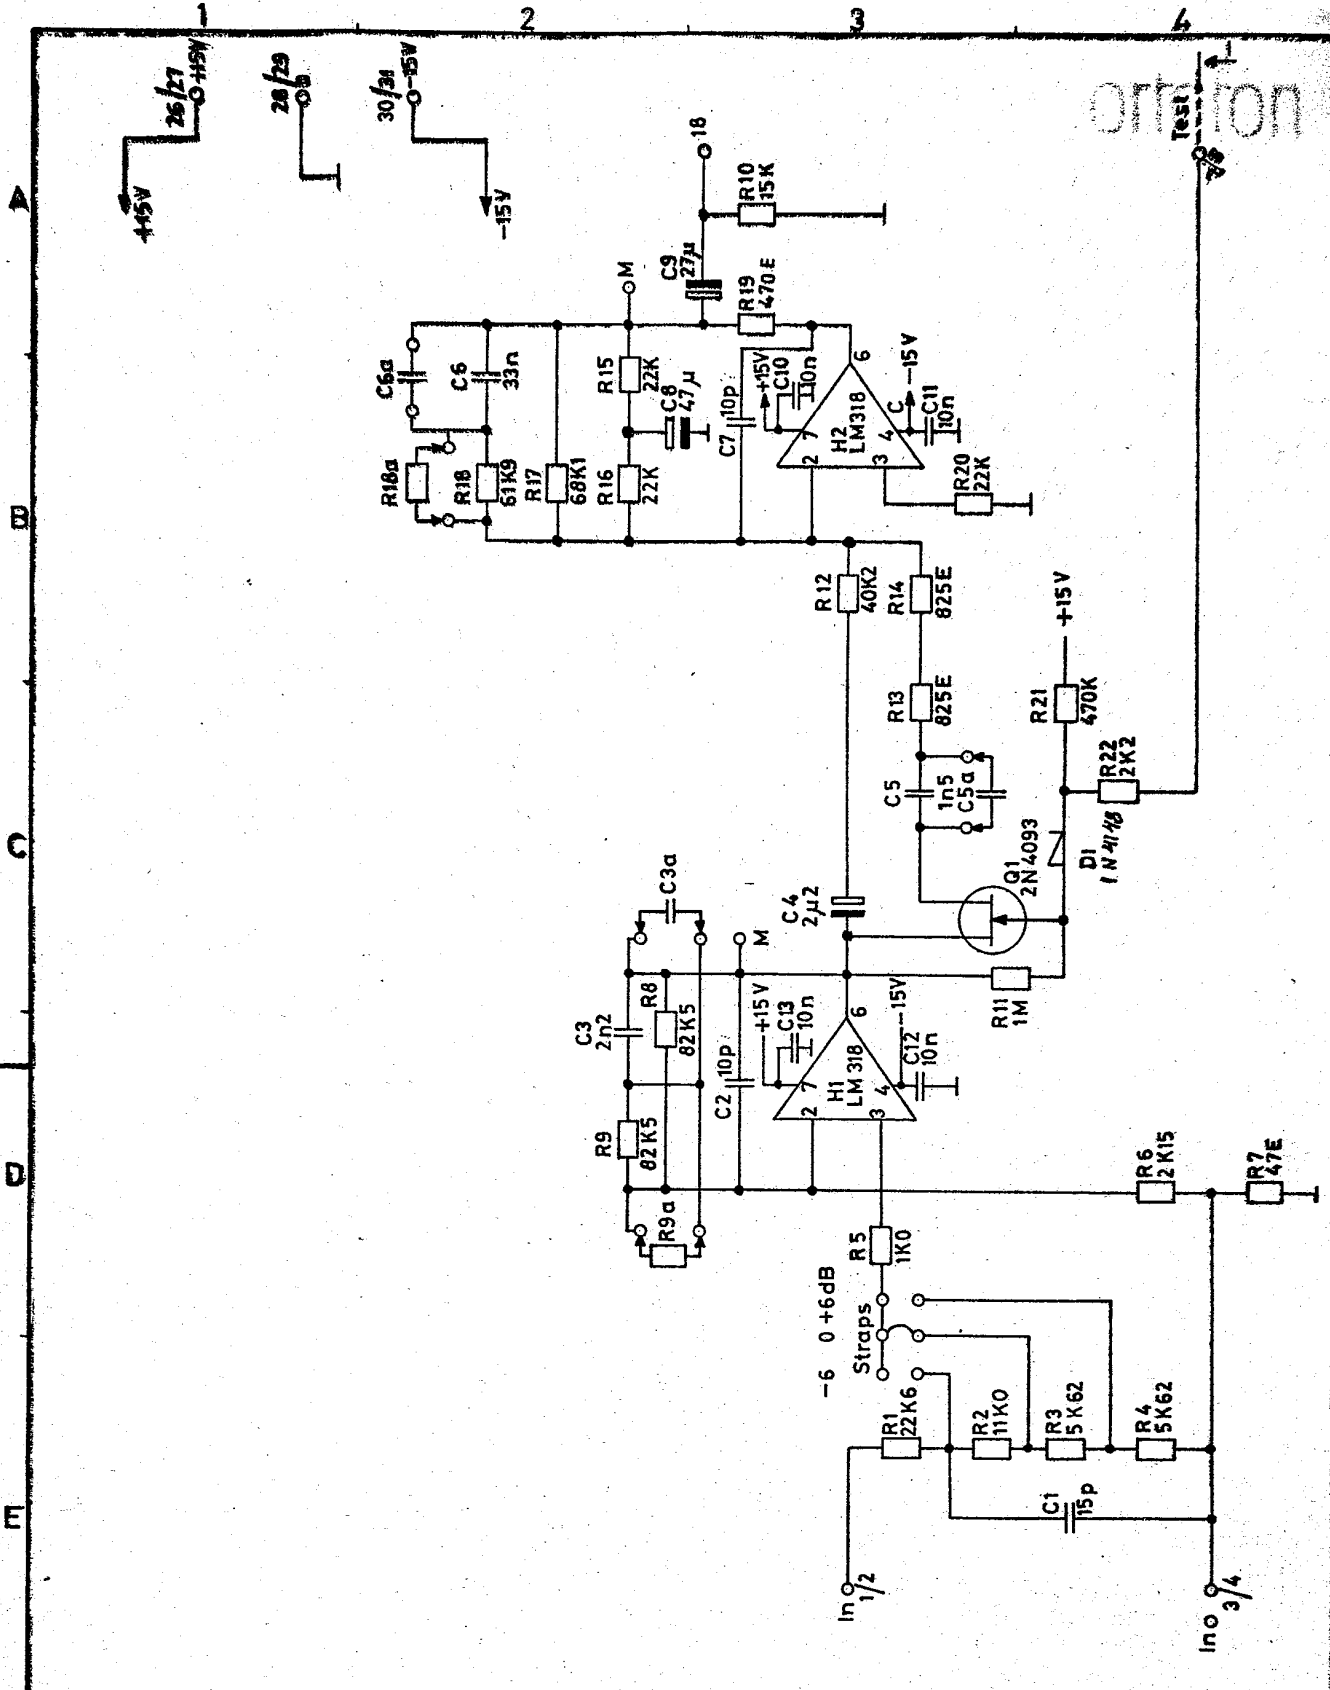 1
2
3
4
A
B
C
D
E
26/27
+15V
+15V
28/29
30/31
-15V
-15V
18
R10
15K
C9
27µ
M
R19
470E
C6a
C6
33n
R15
22K
C8
47µ
C7
10p
+15V
C10
10n
6
-15V
C
C11
10n
H2
LM318
7
4
2
3
R18a
R18
61K9
R17
68K1
R16
22K
R20
22K
Test
R12
40K2
R14
825E
+15V
R13
825E
R21
470K
R22
2K2
C5
1n5
C5a
Q1
2N4093
D1
1N4148
C3a
C4
2µ2
M
C3
2n2
R8
82K5
+15V
C13
10n
6
-15V
C12
10n
R11
1M
R9
82K5
C2
10p
H1
LM318
7
4
2
3
R9a
R5
1K0
R6
2K15
R7
47E
-6 0 +6dB
Straps
R1
22K6
R2
11K0
R3
5K62
R4
5K62
C1
15p
In
1/2
In
3/4